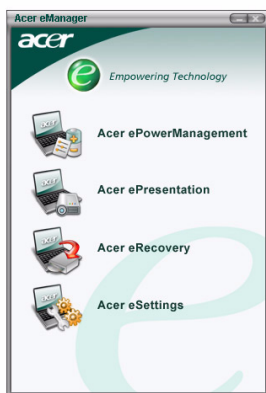 Acer eManager
acer
e Empowering Technology
Acer ePowerManagement
Acer ePresentation
Acer eRecovery
Acer eSettings